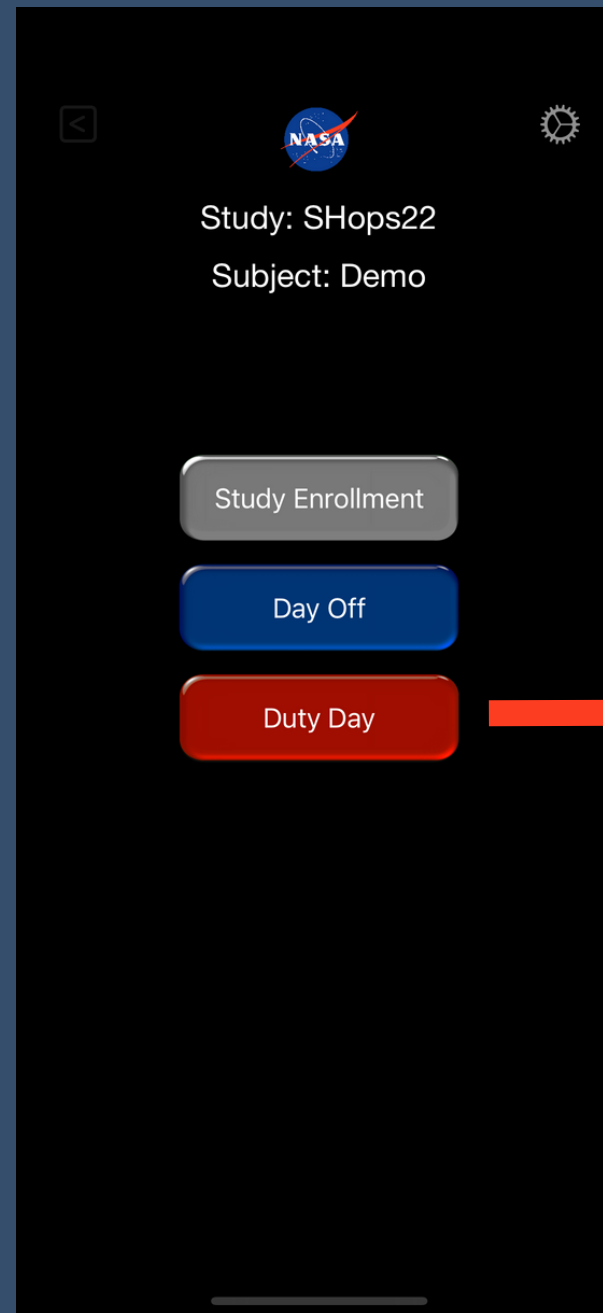 <
NASA
Study: SHops22
Subject: Demo
Study Enrollment
Day Off
Duty Day